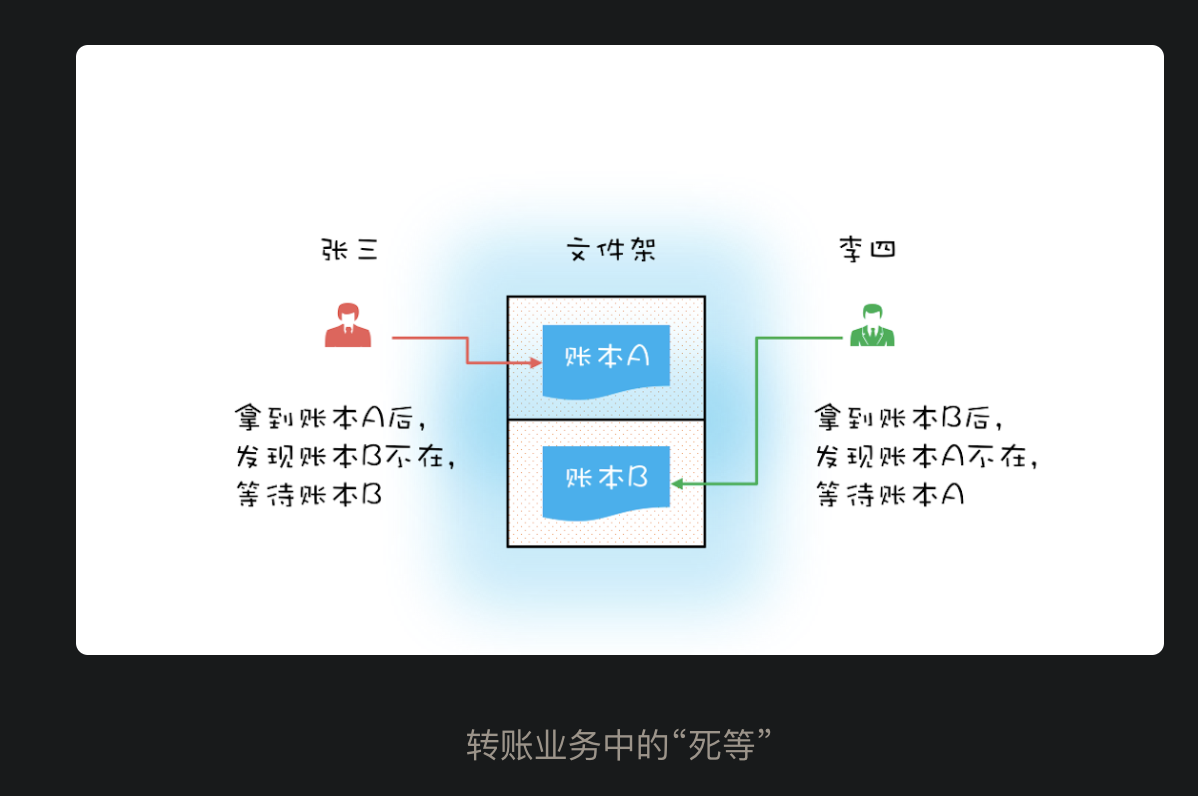 张三
文件架
李四
账本A
账本B
拿到账本A后,
发现账本B不在,
等待账本B
拿到账本B后,
发现账本A不在,
等待账本A
转账业务中的“死等”